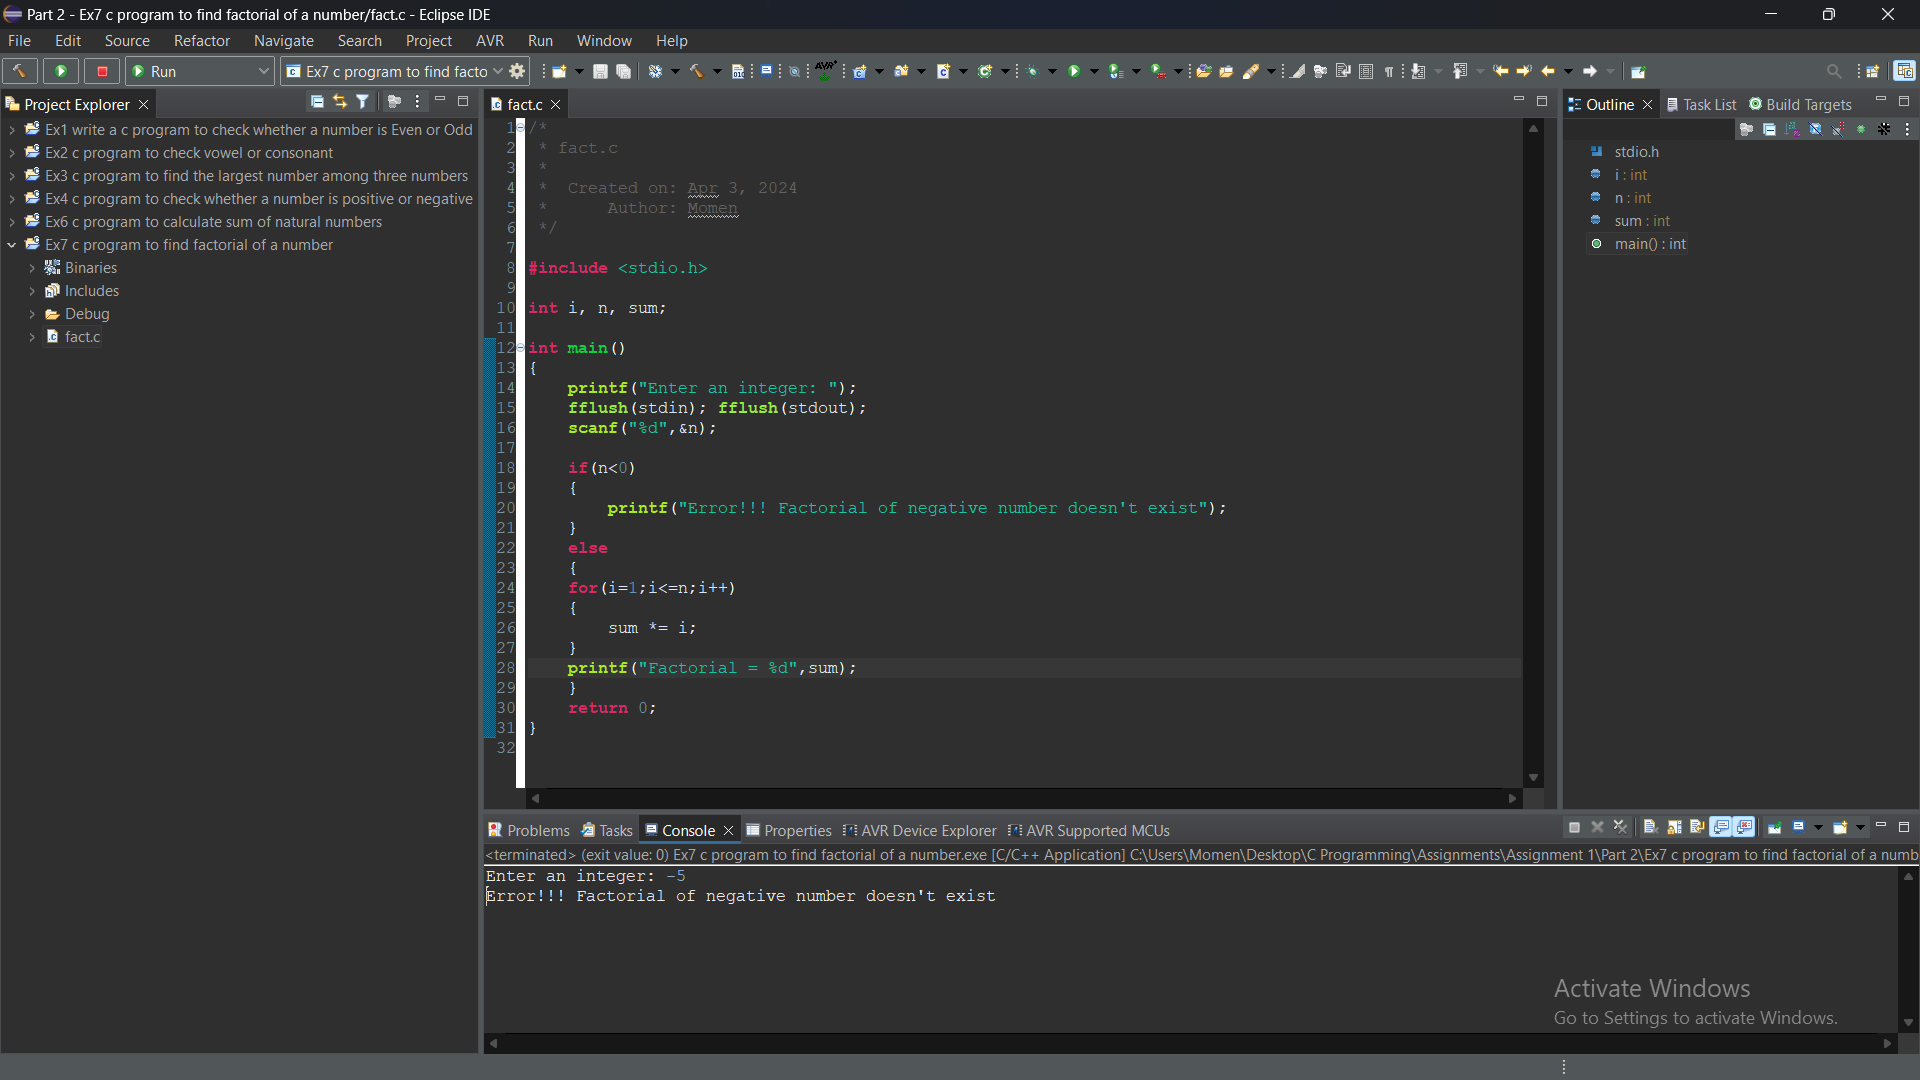 Part 2 - Ex7 c program to find factorial of a number/fact.c - Eclipse IDE
File Edit Source Refactor Navigate Search Project AVR Run Window Help
Run
Ex7 c program to find facto
Project Explorer
Ex1 write a c program to check whether a number is Even or Odd
Ex2 c program to check vowel or consonant
Ex3 c program to find the largest number among three numbers
Ex4 c program to check whether a number is positive or negative
Ex6 c program to calculate sum of natural numbers
Ex7 c program to find factorial of a number
Binaries
Includes
Debug
fact.c
fact.c
1 /*
2  * fact.c
3  *
4  *  Created on: Apr 3, 2024
5  *      Author: Momen
6  */
7
8 #include <stdio.h>
9
10 int i, n, sum;
11
12 int main()
13 {
14     printf("Enter an integer: ");
15     fflush(stdin); fflush(stdout);
16     scanf("%d",&n);
17
18     if(n<0)
19     {
20         printf("Error!!! Factorial of negative number doesn't exist");
21     }
22     else
23     {
24     for(i=1;i<=n;i++)
25     {
26         sum *= i;
27     }
28     printf("Factorial = %d",sum);
29     }
30     return 0;
31 }
32
Outline Task List Build Targets
stdio.h
i : int
n : int
sum : int
main() : int
Problems Tasks Console Properties AVR Device Explorer AVR Supported MCUs
<terminated> (exit value: 0) Ex7 c program to find factorial of a number.exe [C/C++ Application] C:\Users\Momen\Desktop\C Programming\Assignments\Assignment 1\Part 2\Ex7 c program to find factorial of a numb
Enter an integer: -5
Error!!! Factorial of negative number doesn't exist
Activate Windows
Go to Settings to activate Windows.